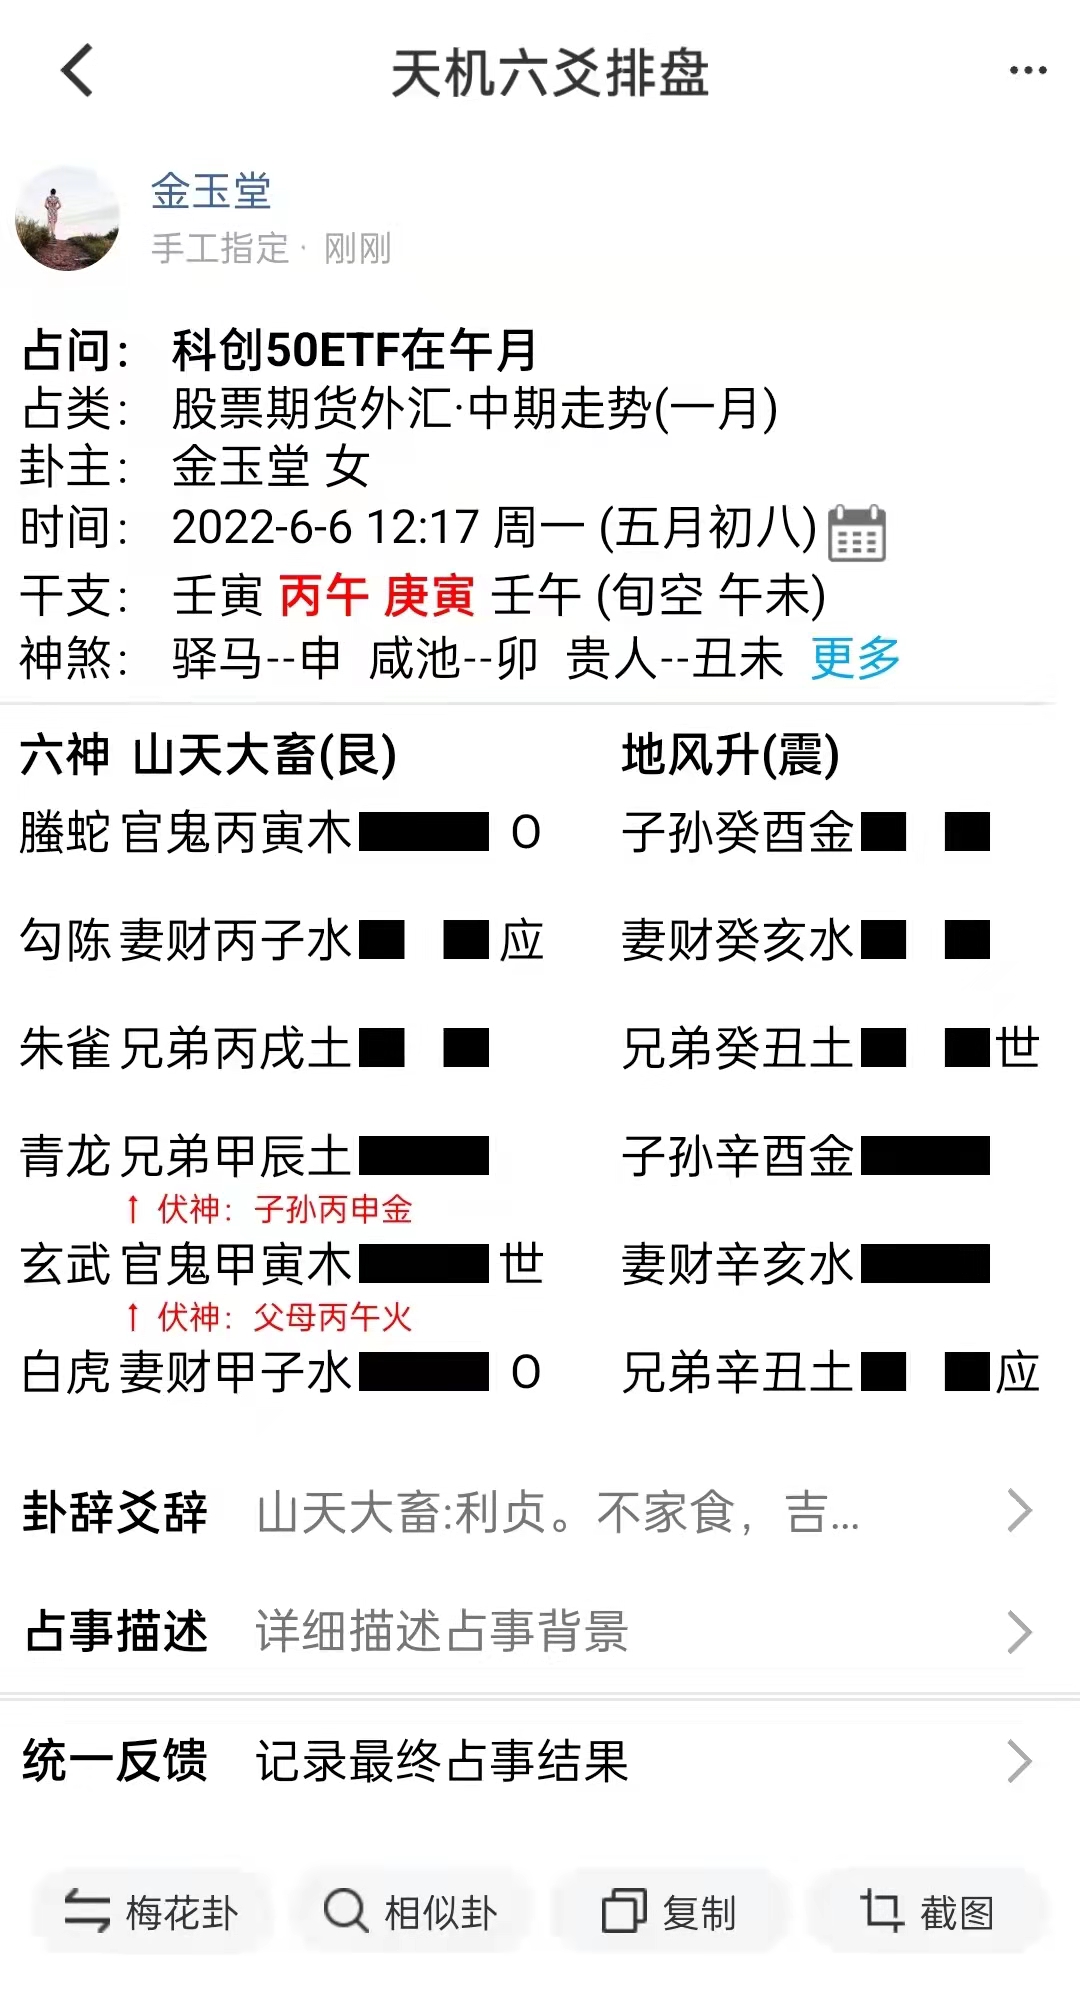 天机六爻排盘
金玉堂
手工指定· 刚刚
占问： 科创50ETF在午月
占类： 股票期货外汇·中期走势(一月)
卦主： 金玉堂 女
时间： 2022-6-6 12:17 周一 (五月初八)
干支： 壬寅 丙午 庚寅 壬午 (旬空 午未)
神煞： 驿马--申 咸池--卯 贵人--丑未 更多
六神 山天大畜(艮) 地风升(震)
螣蛇 官鬼丙寅木 O 子孙癸酉金
勾陈 妻财丙子水 应 妻财癸亥水
朱雀 兄弟丙戌土 兄弟癸丑土 世
青龙 兄弟甲辰土 子孙辛酉金
↑ 伏神：子孙丙申金
玄武 官鬼甲寅木 世 妻财辛亥水
↑ 伏神：父母丙午火
白虎 妻财甲子水 O 兄弟辛丑土 应
卦辞爻辞 山天大畜:利贞。不家食，吉...
占事描述 详细描述占事背景
统一反馈 记录最终占事结果
梅花卦 相似卦 复制 截图